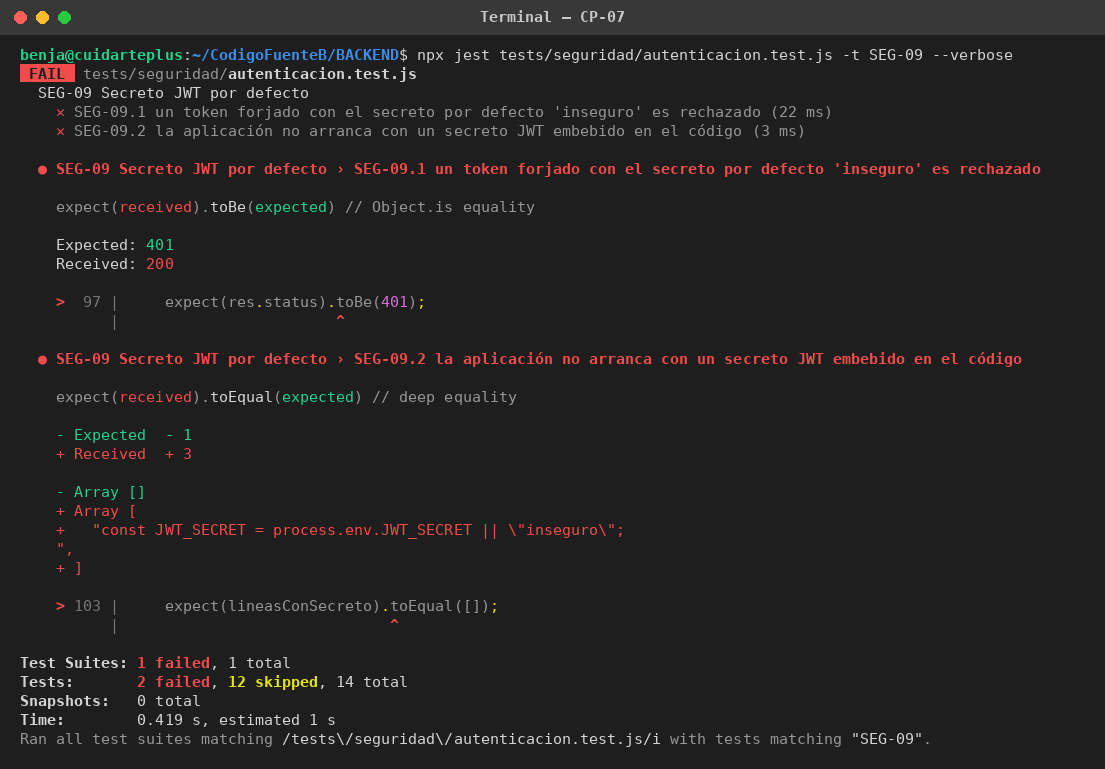 Terminal — CP-07
benja@cuidarteplus:~/CodigoFuenteB/BACKEND$ npx jest tests/seguridad/autenticacion.test.js -t SEG-09 --verbose
FAIL tests/seguridad/autenticacion.test.js
SEG-09 Secreto JWT por defecto
✕ SEG-09.1 un token forjado con el secreto por defecto 'inseguro' es rechazado (22 ms)
✕ SEG-09.2 la aplicación no arranca con un secreto JWT embebido en el código (3 ms)
● SEG-09 Secreto JWT por defecto › SEG-09.1 un token forjado con el secreto por defecto 'inseguro' es rechazado
expect(received).toBe(expected) // Object.is equality
Expected: 401
Received: 200
>  97 |     expect(res.status).toBe(401);
|                        ^
● SEG-09 Secreto JWT por defecto › SEG-09.2 la aplicación no arranca con un secreto JWT embebido en el código
expect(received).toEqual(expected) // deep equality
- Expected  - 1
+ Received  + 3
- Array []
+ Array [
+   "const JWT_SECRET = process.env.JWT_SECRET || \"inseguro\";
",
+ ]
> 103 |     expect(lineasConSecreto).toEqual([]);
|                              ^
Test Suites: 1 failed, 1 total
Tests:       2 failed, 12 skipped, 14 total
Snapshots:   0 total
Time:        0.419 s, estimated 1 s
Ran all test suites matching /tests\/seguridad\/autenticacion.test.js/i with tests matching "SEG-09".